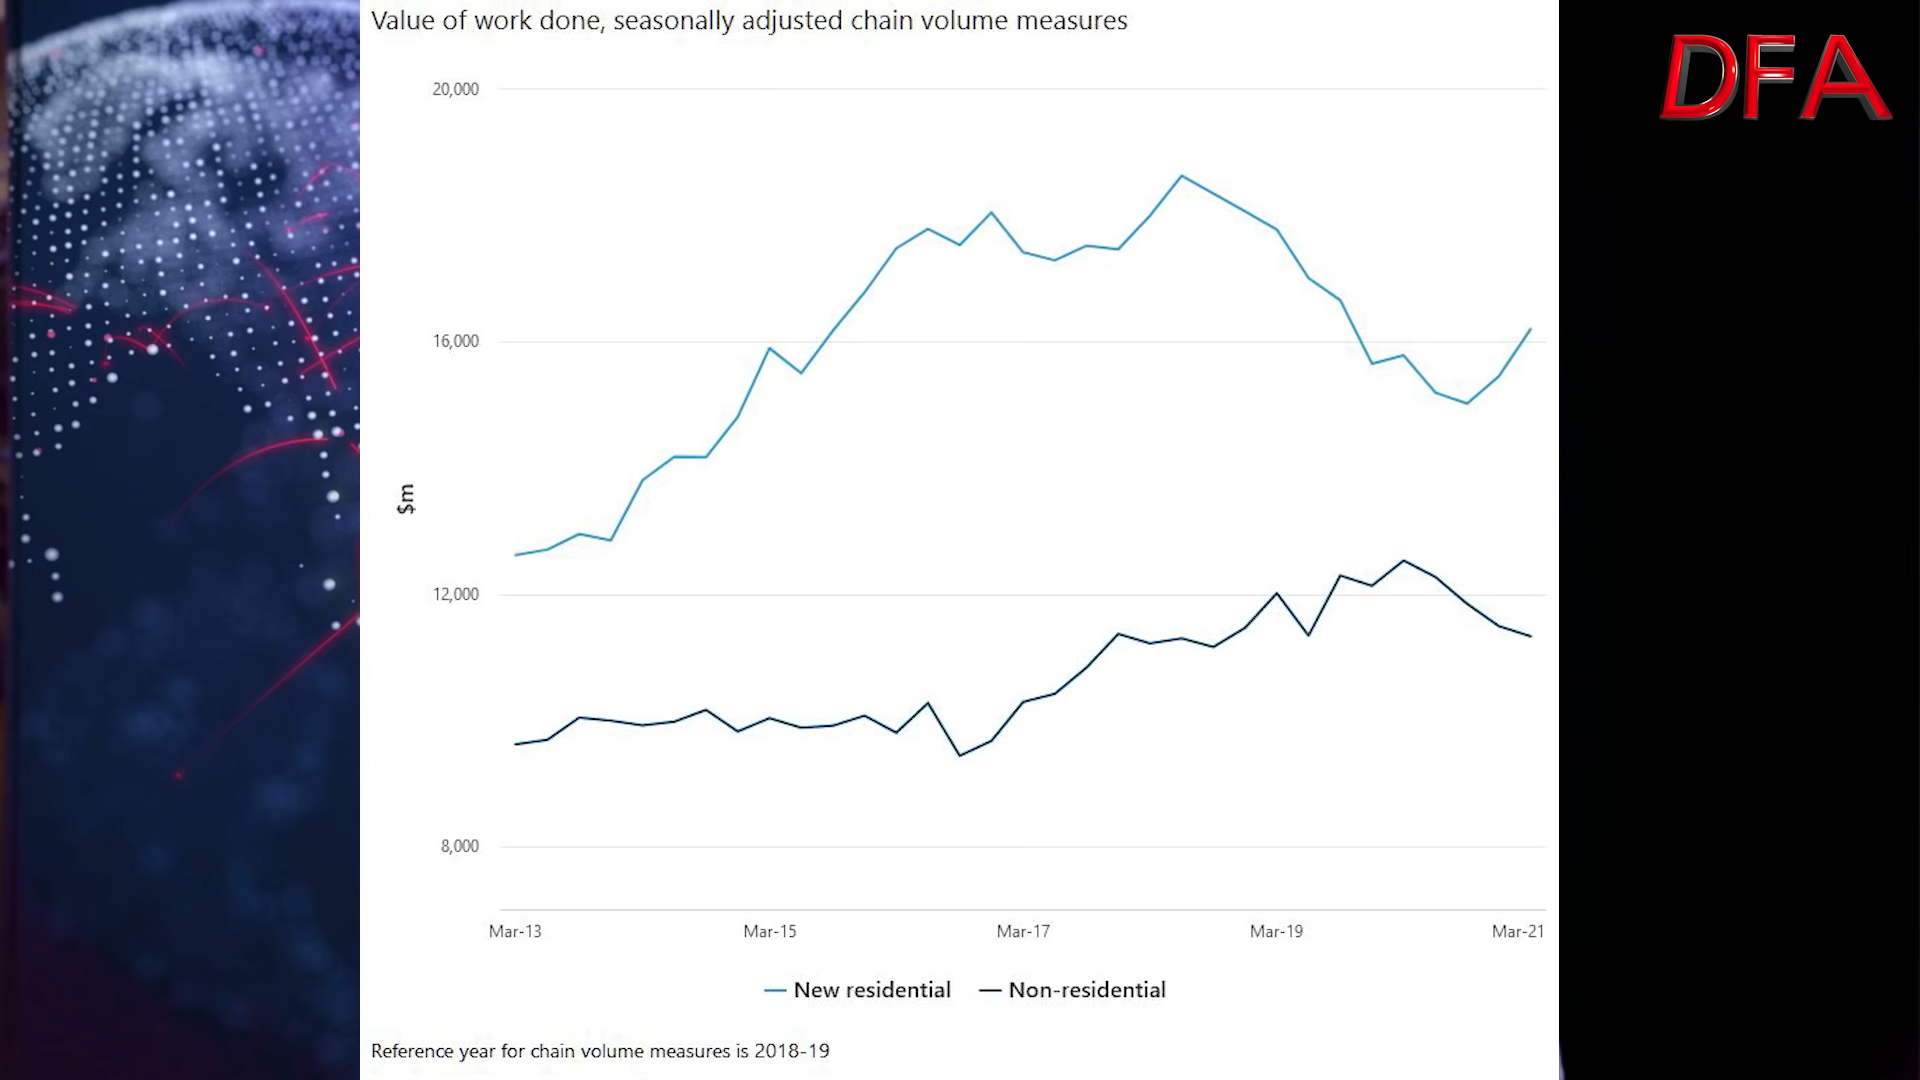 Value of work done, seasonally adjusted chain volume measures
DFA
20,000
16,000
$m
12,000
8,000
Mar-13 Mar-15 Mar-17 Mar-19 Mar-21
New residential Non-residential
Reference year for chain volume measures is 2018-19